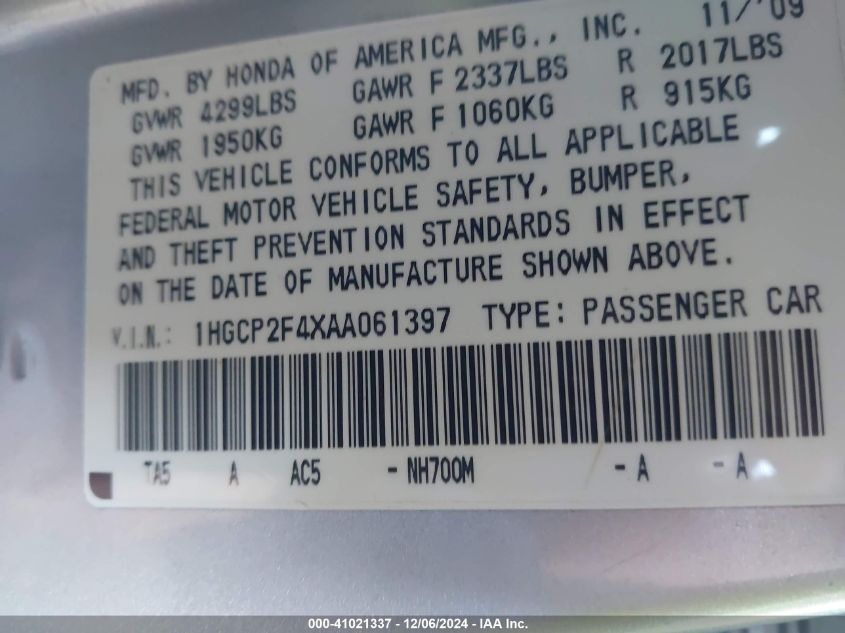 MFD. BY HONDA OF AMERICA MFG., INC. 11/'09
GVWR 4299LBS GAWR F 2337LBS R 2017LBS
GVWR 1950KG GAWR F 1060KG R 915KG
THIS VEHICLE CONFORMS TO ALL APPLICABLE
FEDERAL MOTOR VEHICLE SAFETY, BUMPER,
AND THEFT PREVENTION STANDARDS IN EFFECT
ON THE DATE OF MANUFACTURE SHOWN ABOVE.
V.I.N.: 1HGCP2F4XAA061397 TYPE: PASSENGER CAR
TA5 A AC5 - NH700M - A - A
000-41021337 - 12/06/2024 - IAA Inc.